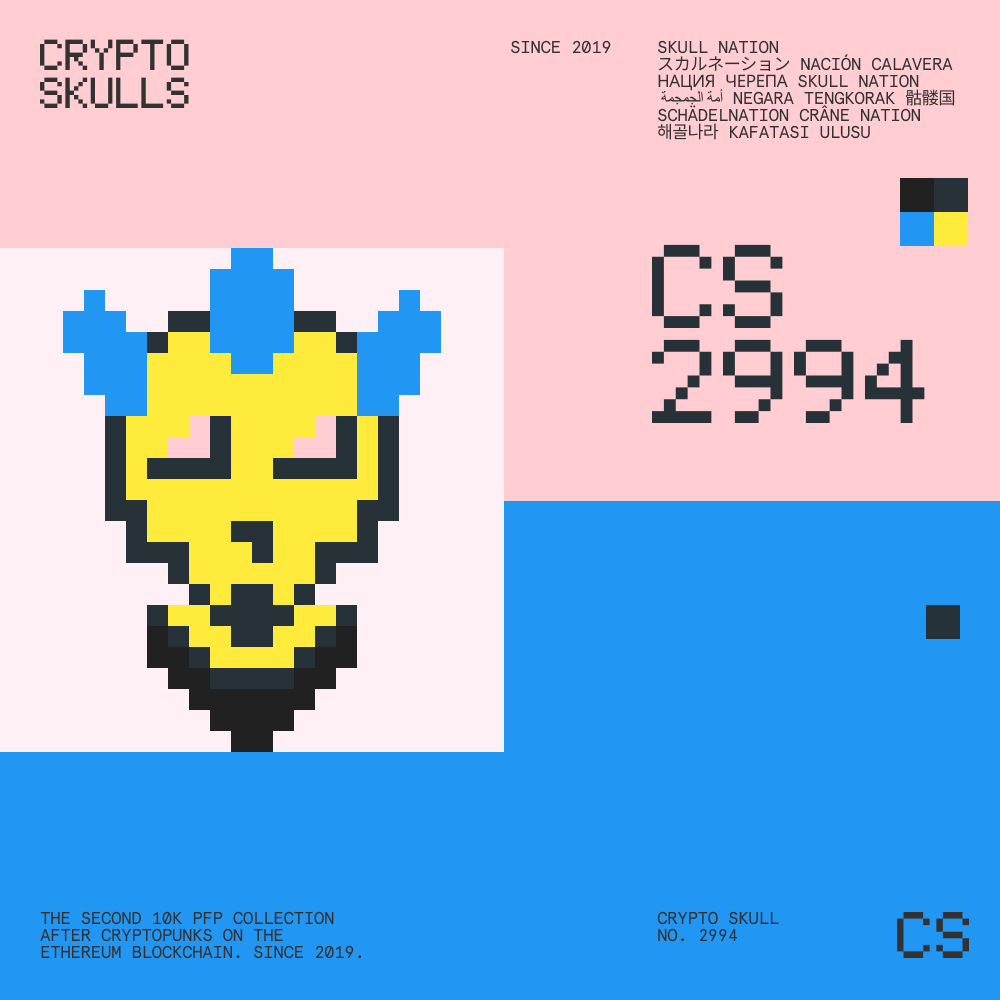 CRYPTO
SKULLS
SINCE 2019
SKULL NATION
スカルネーション NACIÓN CALAVERA
НАЦИЯ ЧЕРЕПА SKULL NATION
أمة الجمجمة NEGARA TENGKORAK 骷髅国
SCHÄDELNATION CRÂNE NATION
해골나라 KAFATASI ULUSU
CS
2994
THE SECOND 10K PFP COLLECTION
AFTER CRYPTOPUNKS ON THE
ETHEREUM BLOCKCHAIN. SINCE 2019.
CRYPTO SKULL
NO. 2994
CS